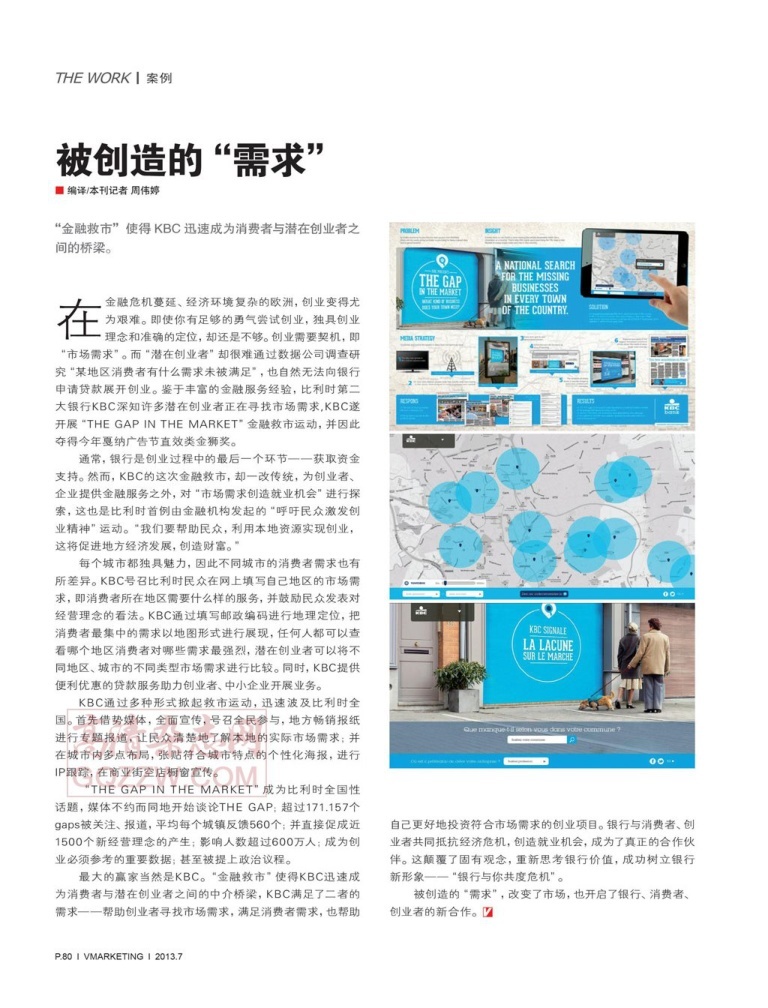 THE WORK | 案例
被创造的“需求”
■ 编译/本刊记者 周伟婷
“金融救市”使得 KBC 迅速成为消费者与潜在创业者之
间的桥梁。
在金融危机蔓延、经济环境复杂的欧洲，创业变得尤
为艰难。即使你有足够的勇气尝试创业，独具创业
理念和准确的定位，却还是不够。创业需要契机，即
“市场需求”。而“潜在创业者”却很难通过数据公司调查研
究“某地区消费者有什么需求未被满足”，也自然无法向银行
申请贷款展开创业。鉴于丰富的金融服务经验，比利时第二
大银行KBC深知许多潜在创业者正在寻找市场需求,KBC遂
开展“THE GAP IN THE MARKET”金融救市运动，并因此
夺得今年戛纳广告节直效类金狮奖。
通常，银行是创业过程中的最后一个环节——获取资金
支持。然而，KBC的这次金融救市，却一改传统，为创业者、
企业提供金融服务之外，对“市场需求创造就业机会”进行探
索，这也是比利时首例由金融机构发起的“呼吁民众激发创
业精神”运动。“我们要帮助民众，利用本地资源实现创业，
这将促进地方经济发展，创造财富。”
每个城市都独具魅力，因此不同城市的消费者需求也有
所差异。KBC号召比利时民众在网上填写自己地区的市场需
求，即消费者所在地区需要什么样的服务，并鼓励民众发表对
经营理念的看法。KBC通过填写邮政编码进行地理定位，把
消费者最集中的需求以地图形式进行展现，任何人都可以查
看哪个地区消费者对哪些需求最强烈，潜在创业者可以将不
同地区、城市的不同类型市场需求进行比较。同时，KBC提供
便利优惠的贷款服务助力创业者、中小企业开展业务。
KBC通过多种形式掀起救市运动，迅速波及比利时全
国。首先借势媒体，全面宣传，号召全民参与，地方畅销报纸
进行专题报道，让民众清楚地了解本地的实际市场需求；并
在城市内多点布局，张贴符合城市特点的个性化海报，进行
IP跟踪，在商业街空店橱窗宣传。
“THE GAP IN THE MARKET”成为比利时全国性
话题，媒体不约而同地开始谈论THE GAP；超过171.157个
gaps被关注、报道，平均每个城镇反馈560个；并直接促成近
1500个新经营理念的产生；影响人数超过600万人；成为创
业必须参考的重要数据；甚至被提上政治议程。
最大的赢家当然是KBC。“金融救市”使得KBC迅速成
为消费者与潜在创业者之间的中介桥梁，KBC满足了二者的
需求——帮助创业者寻找市场需求，满足消费者需求，也帮助
GQZZW.COM
PROBLEM
INSIGHT
THE GAP
IN THE MARKET
A NATIONAL SEARCH
FOR THE MISSING
BUSINESSES
IN EVERY TOWN
OF THE COUNTRY.
SOLUTION
MEDIA STRATEGY
RESPONS
RESULTS
KBC
bank
KBC SIGNALE
LA LACUNE
SUR LE MARCHE
Que manque-t-il selon vous dans votre commune ?
自己更好地投资符合市场需求的创业项目。银行与消费者、创
业者共同抵抗经济危机，创造就业机会，成为了真正的合作伙
伴。这颠覆了固有观念，重新思考银行价值，成功树立银行
新形象——“银行与你共度危机”。
被创造的“需求”，改变了市场，也开启了银行、消费者、
创业者的新合作。
P.80 | VMARKETING | 2013.7